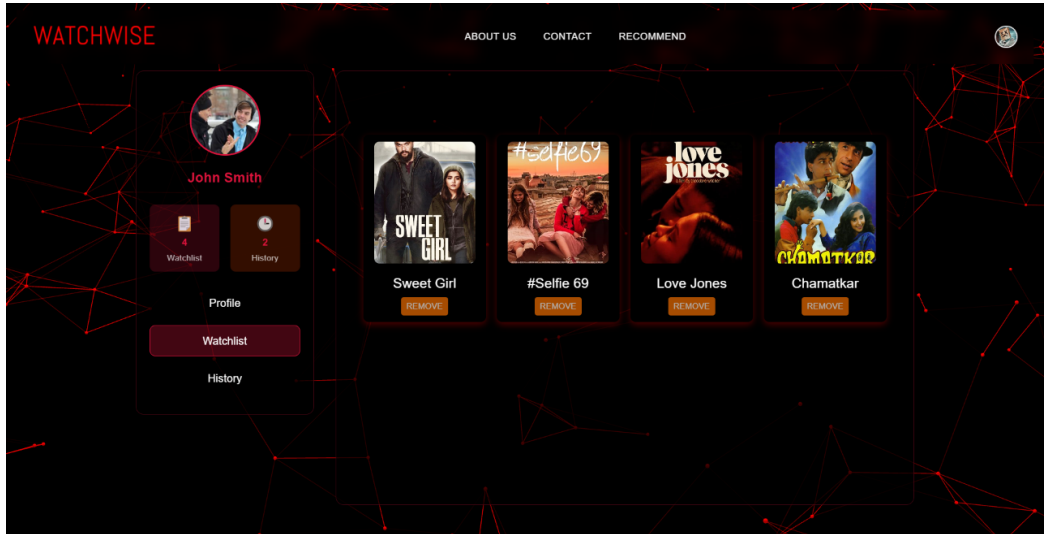 WATCHWISE
ABOUT US CONTACT RECOMMEND
John Smith
4
Watchlist
2
History
Profile
Watchlist
History
SWEET
GIRL
Sweet Girl
REMOVE
#selfie69
#Selfie 69
REMOVE
love
jones
Love Jones
REMOVE
CHAMATKAR
Chamatkar
REMOVE